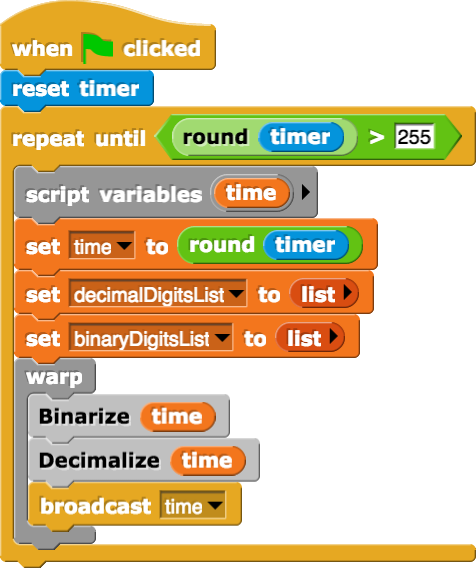 when clicked
reset timer
repeat until round timer > 255
script variables time
set time to round timer
set decimalDigitsList to list
set binaryDigitsList to list
warp
Binarize time
Decimalize time
broadcast time